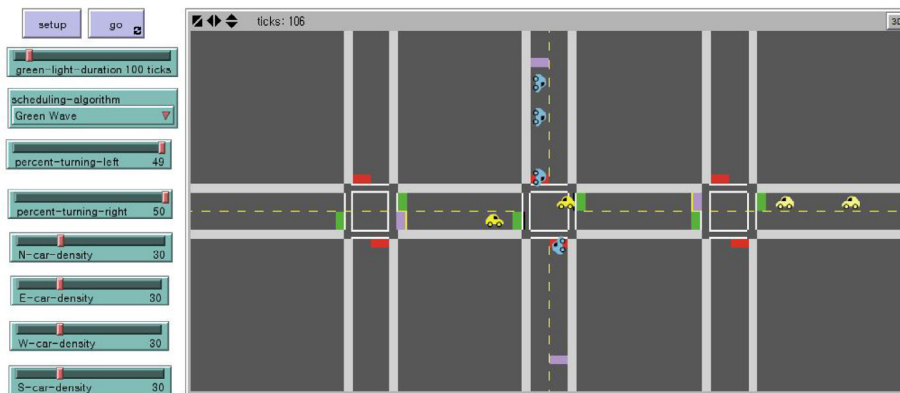 setup
go
green-light-duration 100 ticks
scheduling-algorithm
Green Wave
percent-turning-left 49
percent-turning-right 50
N-car-density 30
E-car-density 30
W-car-density 30
S-car-density 30
ticks: 106
3D